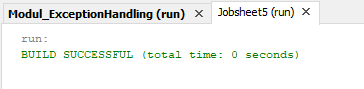 Modul_ExceptionHandling (run) × Jobsheet5 (run) ×
run:
BUILD SUCCESSFUL (total time: 0 seconds)